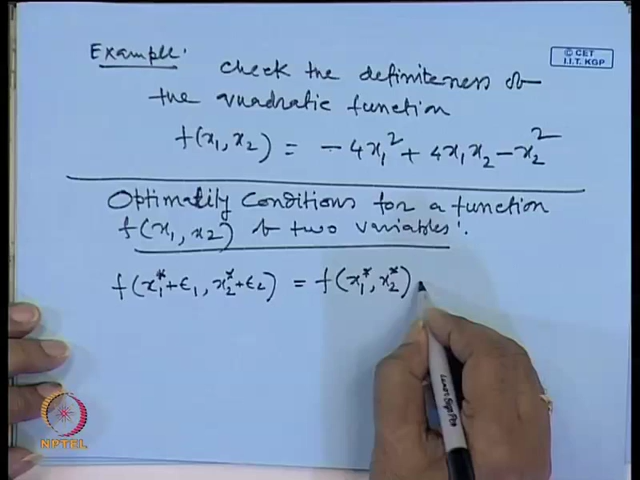 Example: check the definiteness of
© CET
I.I.T. KGP
the quadratic function
f(x₁, x₂) = -4x₁² + 4x₁x₂ - x₂²
Optimality Conditions for a function
f(x₁, x₂) of two variables:
f(x₁* + ε₁, x₂* + ε₂) = f(x₁*, x₂*)
NPTEL